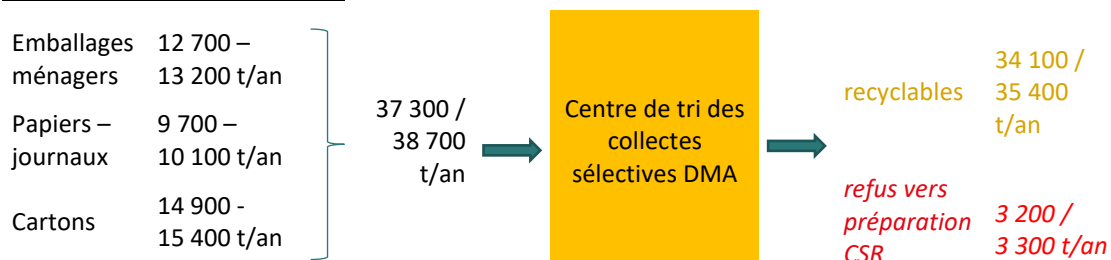 Emballages
ménagers
12 700 –
13 200 t/an
Papiers –
journaux
9 700 –
10 100 t/an
Cartons
14 900 -
15 400 t/an
37 300 /
38 700
t/an
Centre de tri des
collectes
sélectives DMA
recyclables
34 100 /
35 400
t/an
refus vers
préparation
CSR
3 200 /
3 300 t/an